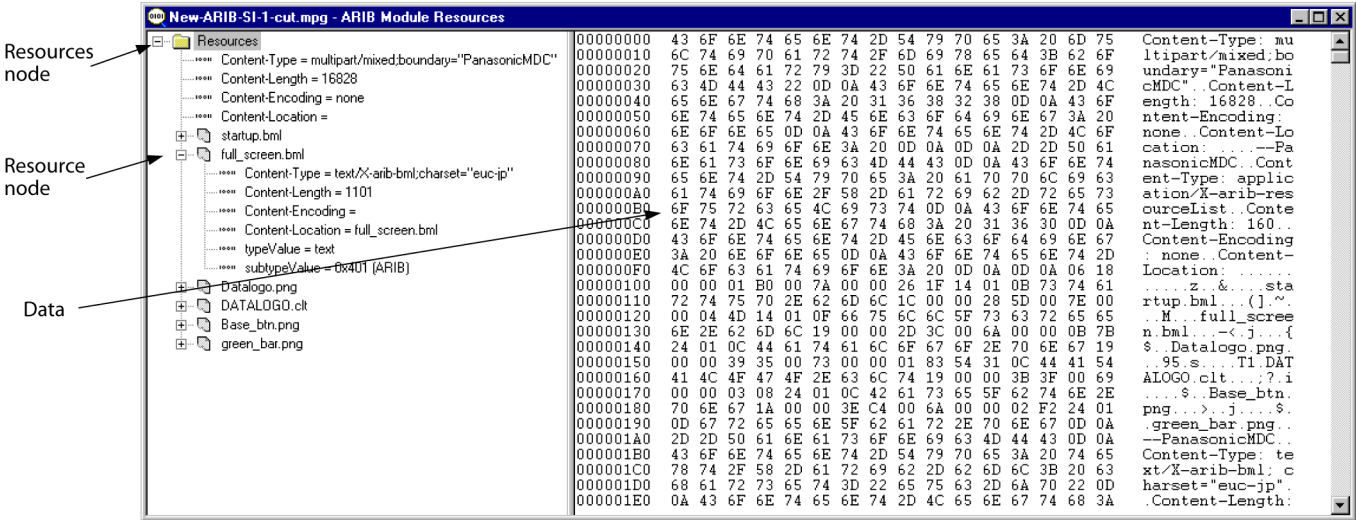 New-ARIB-SI-1-cut.mpg - ARIB Module Resources
Resources
node
Resource
node
Data
Resources
Content-Type = multipart/mixed;boundary="PanasonicMDC"
Content-Length = 16828
Content-Encoding = none
Content-Location =
startup.bml
full_screen.bml
Content-Type = text/X-arib-bml;charset="euc-jp"
Content-Length = 1101
Content-Encoding =
Content-Location = full_screen.bml
typeValue = text
subtypeValue = 0x401 (ARIB)
Datalogo.png
DATALOGO.clt
Base_btn.png
green_bar.png
00000000 43 6F 6E 74 65 6E 74 2D 54 79 70 65 3A 20 6D 75 Content-Type: mu
00000010 6C 74 69 70 61 72 74 2F 6D 69 78 65 64 3B 62 6F ltipart/mixed;bo
00000020 75 6E 64 61 72 79 3D 22 50 61 6E 61 73 6F 6E 69 undary="Panasoni
00000030 63 4D 44 43 22 0D 0A 43 6F 6E 74 65 6E 74 2D 4C cMDC"..Content-L
00000040 65 6E 67 74 68 3A 20 31 36 38 32 38 0D 0A 43 6F ength: 16828..Co
00000050 6E 74 65 6E 74 2D 45 6E 63 6F 64 69 6E 67 3A 20 ntent-Encoding:
00000060 6E 6F 6E 65 0D 0A 43 6F 6E 74 65 6E 74 2D 4C 6F none..Content-Lo
00000070 63 61 74 69 6F 6E 3A 20 0D 0A 0D 0A 2D 2D 50 61 cation: ....--Pa
00000080 6E 61 73 6F 6E 69 63 4D 44 43 0D 0A 43 6F 6E 74 nasonicMDC..Cont
00000090 65 6E 74 2D 54 79 70 65 3A 20 61 70 70 6C 69 63 ent-Type: applic
000000A0 61 74 69 6F 6E 2F 58 2D 61 72 69 62 2D 72 65 73 ation/X-arib-res
000000B0 6F 75 72 63 65 4C 69 73 74 0D 0A 43 6F 6E 74 65 ourceList..Conte
000000C0 6E 74 2D 4C 65 6E 67 74 68 3A 20 31 36 30 0D 0A nt-Length: 160..
000000D0 43 6F 6E 74 65 6E 74 2D 45 6E 63 6F 64 69 6E 67 Content-Encoding
000000E0 3A 20 6E 6F 6E 65 0D 0A 43 6F 6E 74 65 6E 74 2D : none..Content-
000000F0 4C 6F 63 61 74 69 6F 6E 3A 20 0D 0A 0D 0A 06 18 Location: ......
00000100 00 00 01 B0 00 7A 00 00 26 1F 14 01 0B 73 74 61 .....z..&....sta
00000110 72 74 75 70 2E 62 6D 6C 1C 00 00 28 5D 00 7E 00 rtup.bml...(].~.
00000120 00 04 4D 14 01 0F 66 75 6C 6C 5F 73 63 72 65 65 ..M...full_scree
00000130 6E 2E 62 6D 6C 19 00 00 2D 3C 00 6A 00 00 0B 7B n.bml...-<.j...{
00000140 24 01 0C 44 61 74 61 6C 6F 67 6F 2E 70 6E 67 19 $..Datalogo.png.
00000150 00 00 39 35 00 73 00 00 01 83 54 31 0C 44 41 54 ..95.s....T1.DAT
00000160 41 4C 4F 47 4F 2E 63 6C 74 19 00 00 3B 3F 00 69 ALOGO.clt...;?.i
00000170 00 00 03 08 24 01 0C 42 61 73 65 5F 62 74 6E 2E ....$..Base_btn.
00000180 70 6E 67 1A 00 00 3E C4 00 6A 00 00 02 F2 24 01 png...>..j....$.
00000190 0D 67 72 65 65 6E 5F 62 61 72 2E 70 6E 67 0D 0A .green_bar.png..
000001A0 2D 2D 50 61 6E 61 73 6F 6E 69 63 4D 44 43 0D 0A --PanasonicMDC..
000001B0 43 6F 6E 74 65 6E 74 2D 54 79 70 65 3A 20 74 65 Content-Type: te
000001C0 78 74 2F 58 2D 61 72 69 62 2D 62 6D 6C 3B 20 63 xt/X-arib-bml; c
000001D0 68 61 72 73 65 74 3D 22 65 75 63 2D 6A 70 22 0D harset="euc-jp".
000001E0 0A 43 6F 6E 74 65 6E 74 2D 4C 65 6E 67 74 68 3A .Content-Length: